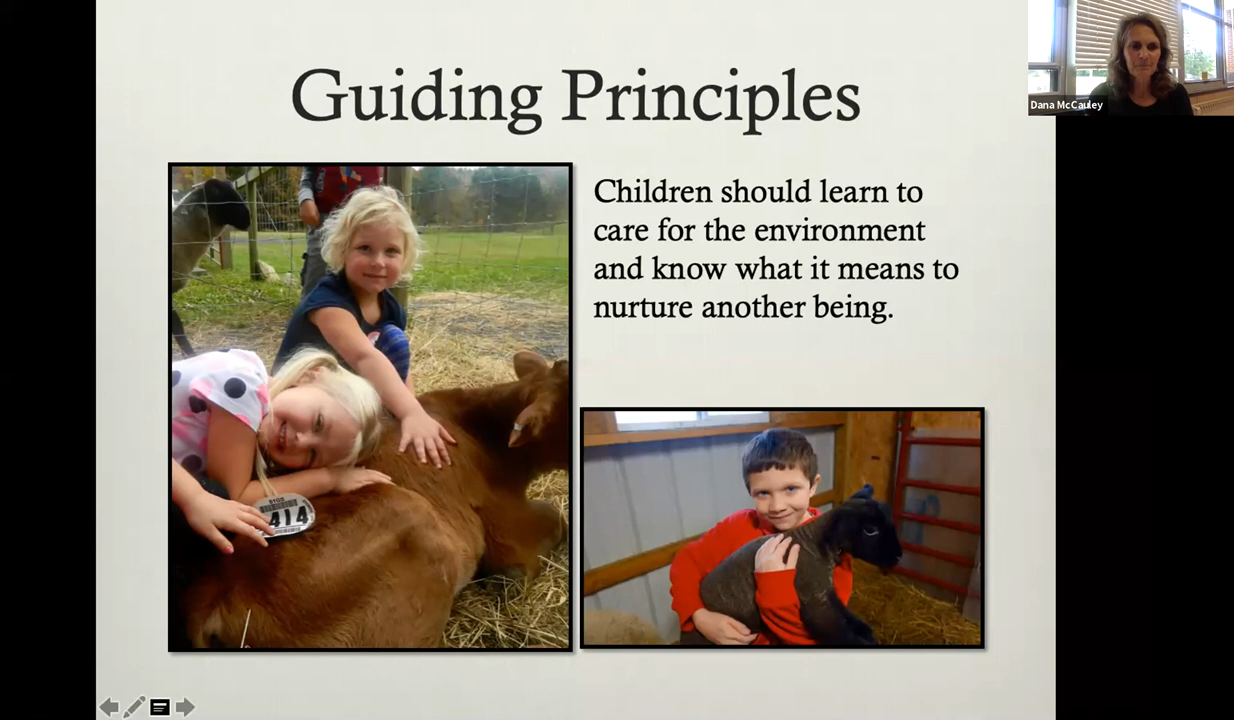 Guiding Principles
Dana McCauley
Children should learn to
care for the environment
and know what it means to
nurture another being.
414